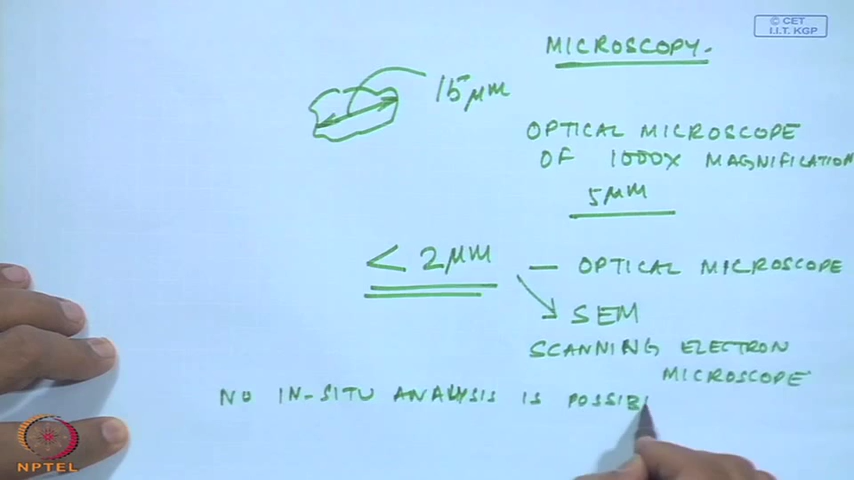 © CET
I.I.T. KGP
MICROSCOPY.
15 µm
OPTICAL MICROSCOPE
OF 1000X MAGNIFICATION
5 µm
< 2 µm — OPTICAL MICROSCOPE
SEM
SCANNING ELECTRON
MICROSCOPE
NO IN-SITU ANALYSIS IS POSSIBL
NPTEL